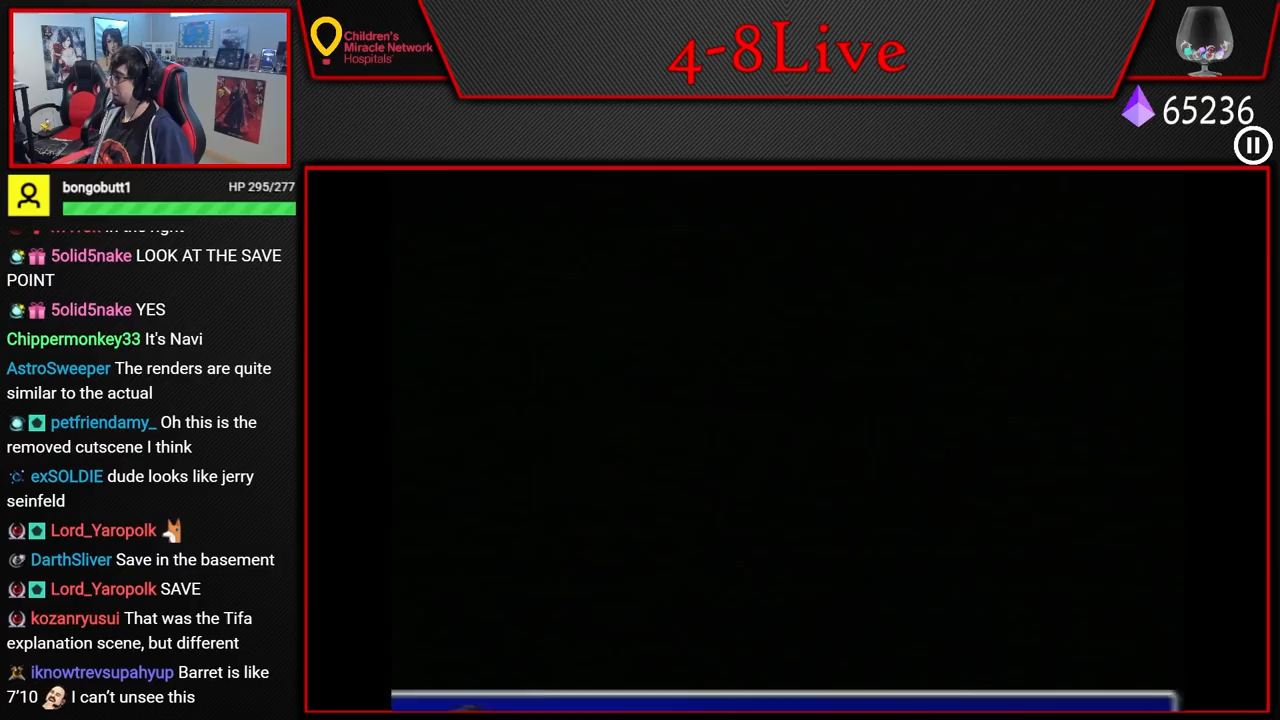 Children's
Miracle Network
Hospitals
4-8Live
65236
bongobutt1
HP 295/277
in the right
5olid5nake LOOK AT THE SAVE
POINT
5olid5nake YES
Chippermonkey33 It's Navi
AstroSweeper The renders are quite
similar to the actual
petfriendamy_ Oh this is the
removed cutscene I think
exSOLDIE dude looks like jerry
seinfeld
Lord_Yaropolk
DarthSliver Save in the basement
Lord_Yaropolk SAVE
kozanryusui That was the Tifa
explanation scene, but different
iknowtrevsupahyup Barret is like
7'10 I can't unsee this